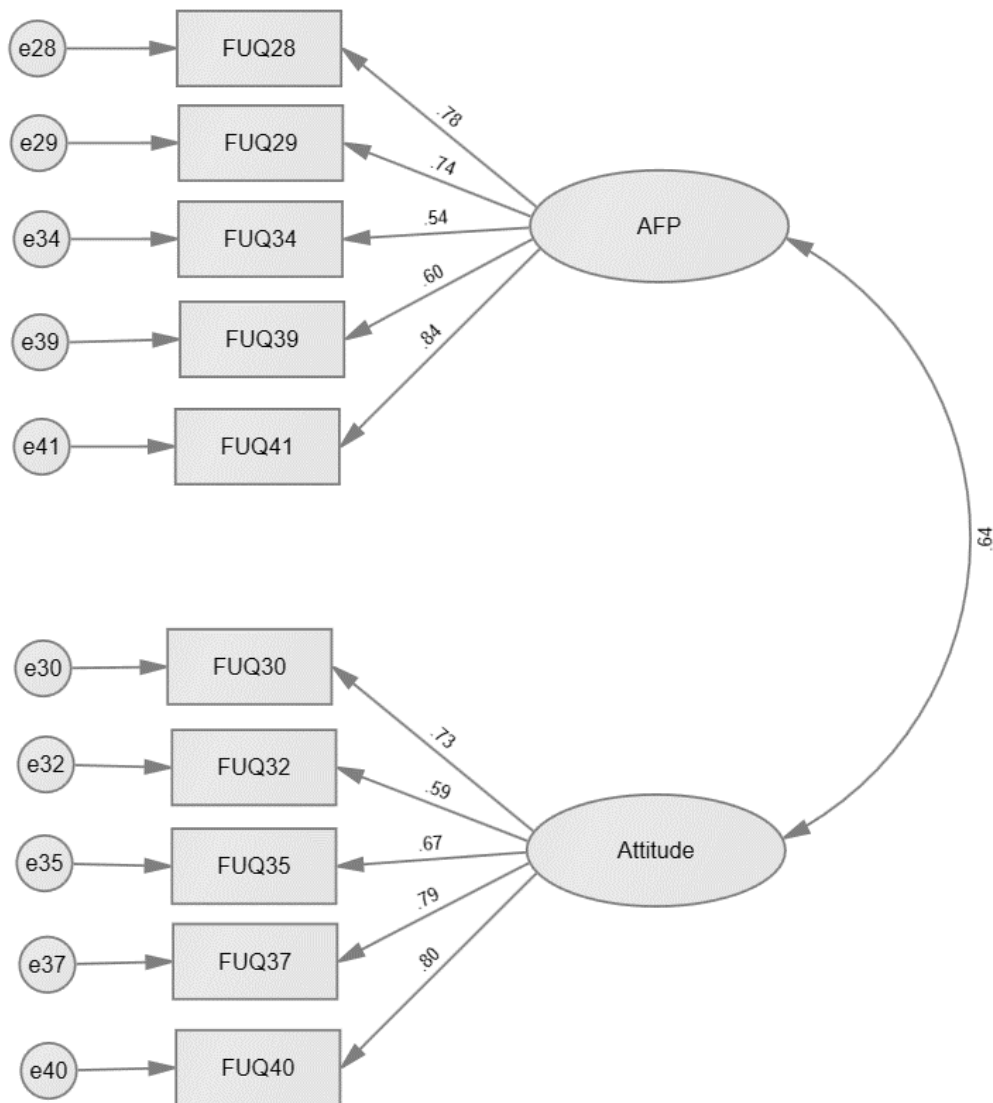 e28
FUQ28
.78
e29
FUQ29
.74
e34
FUQ34
.54
AFP
e39
FUQ39
.60
e41
FUQ41
.84
.64
e30
FUQ30
.73
e32
FUQ32
.59
e35
FUQ35
.67
Attitude
e37
FUQ37
.79
e40
FUQ40
.80